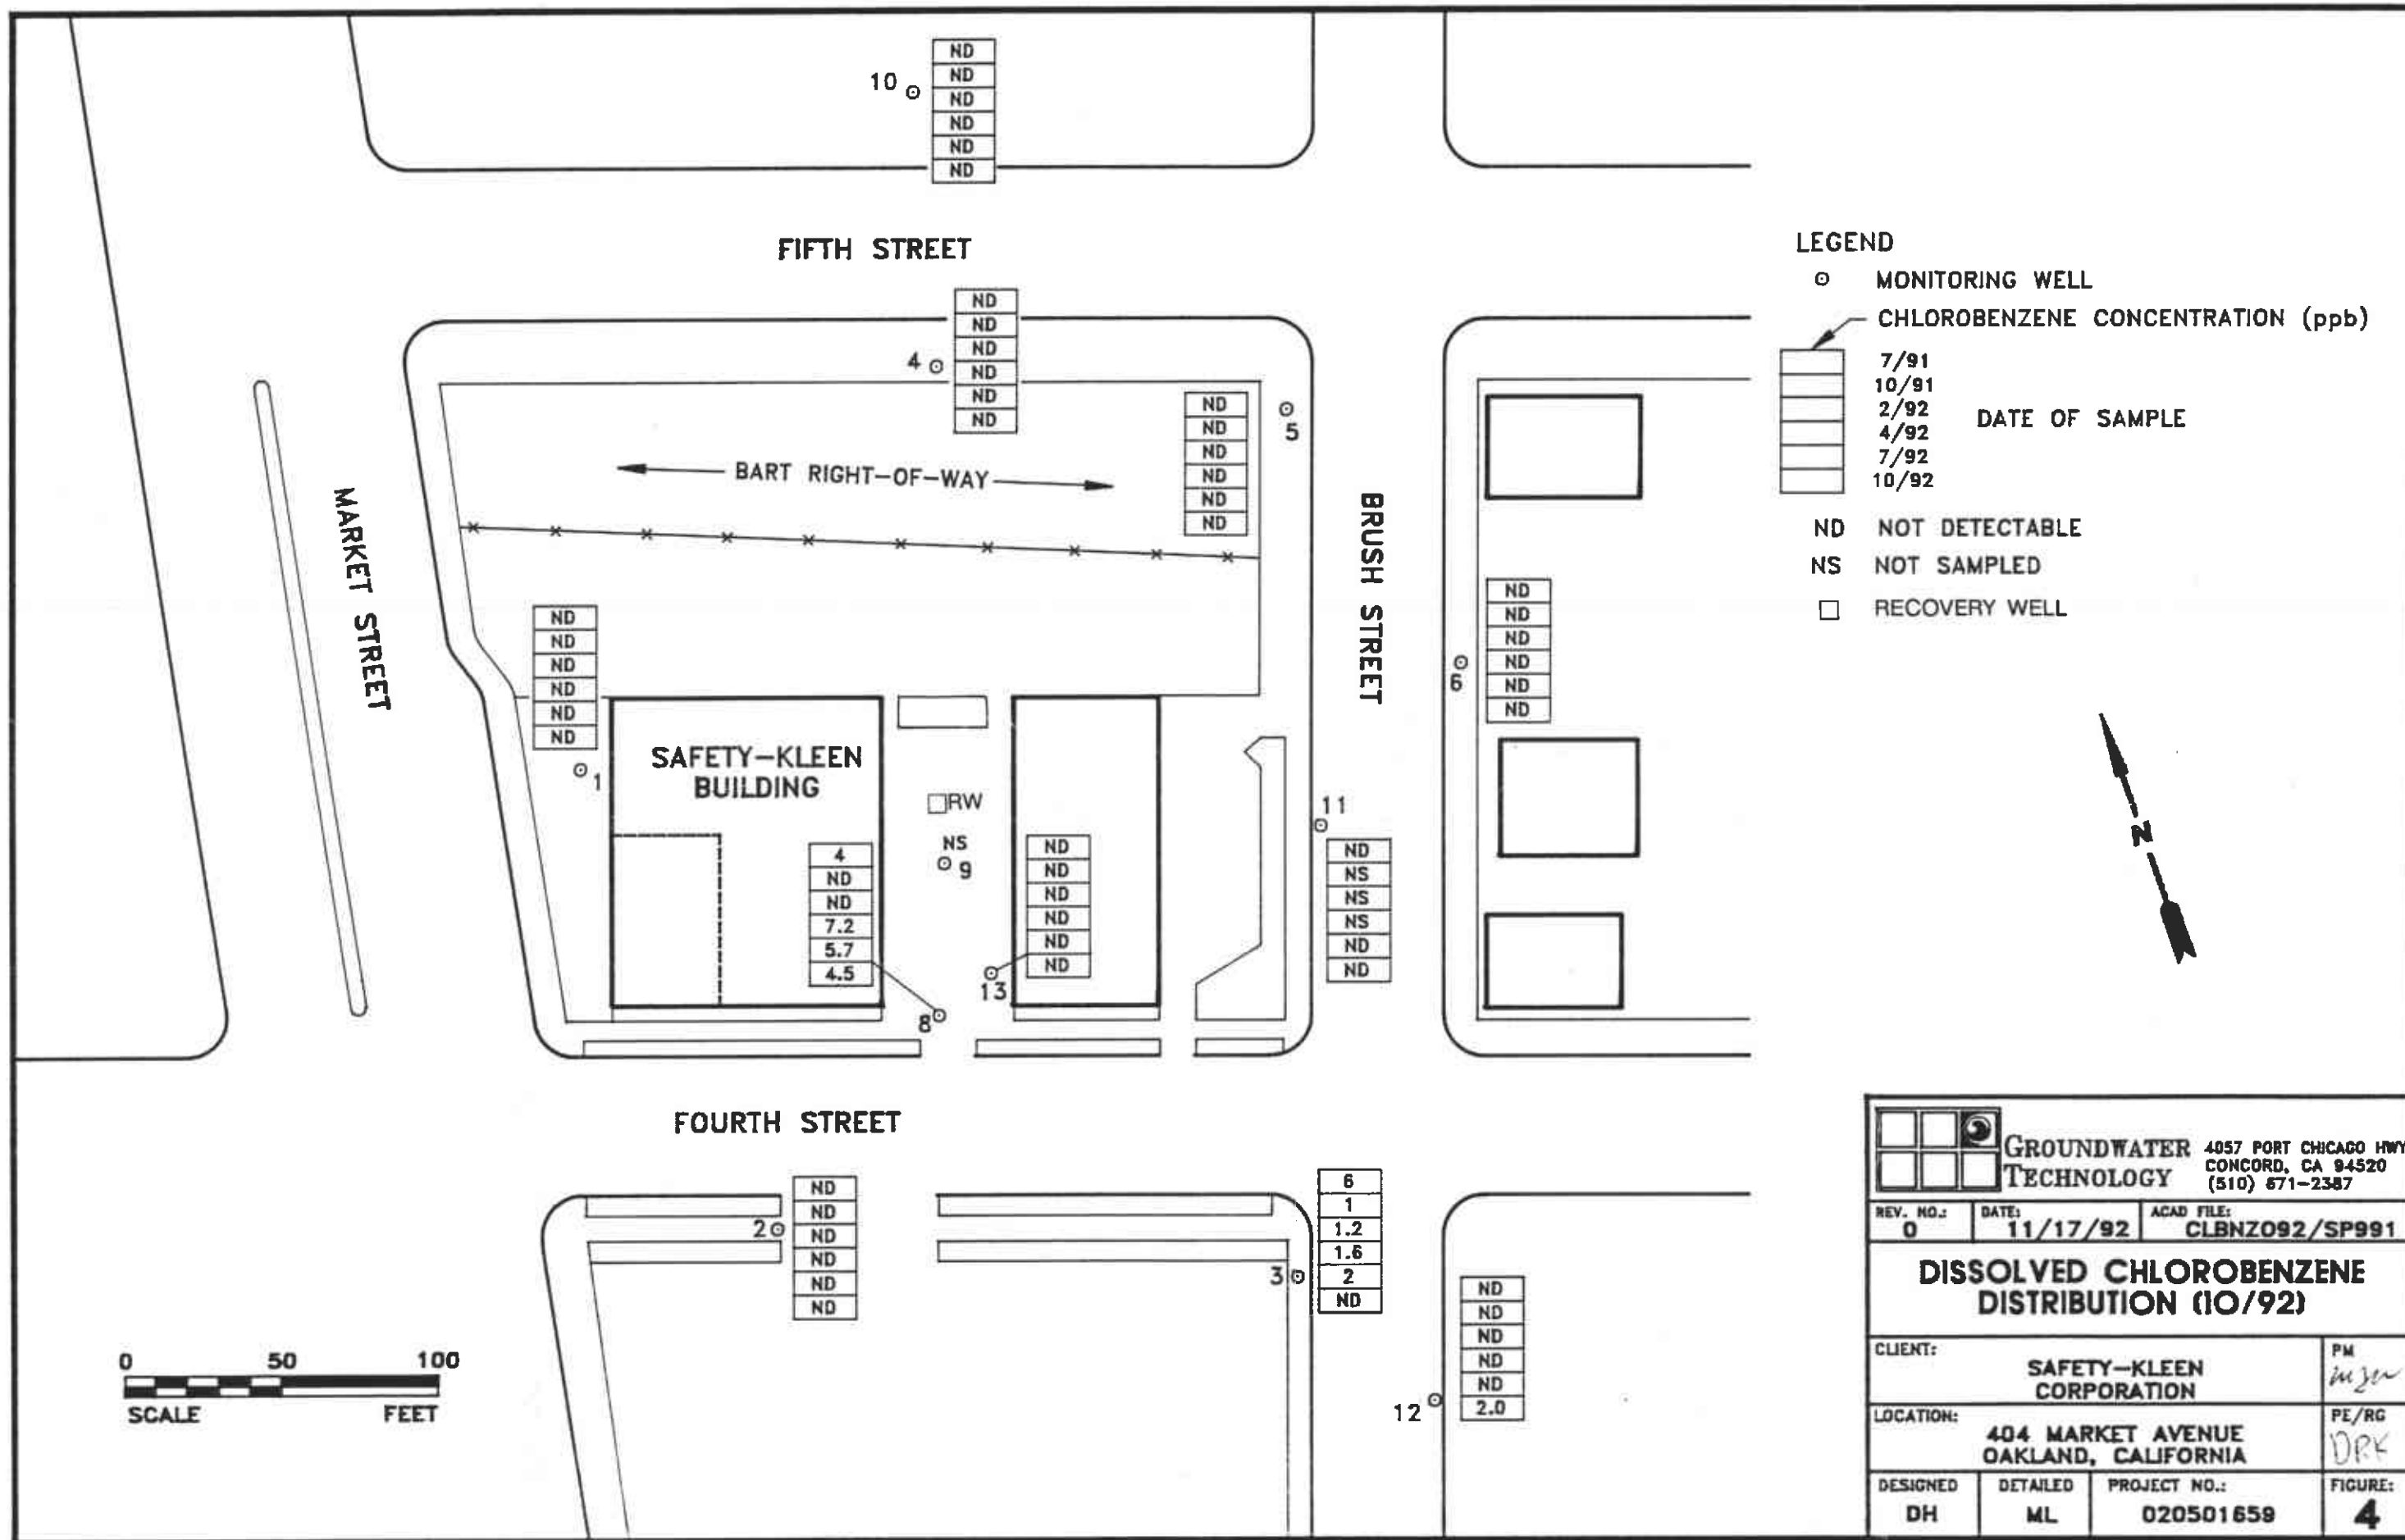 10
ND
ND
ND
ND
ND
ND
FIFTH STREET
4
ND
ND
ND
ND
ND
ND
ND
ND
ND
ND
ND
ND
5
BART RIGHT-OF-WAY
MARKET STREET
BRUSH STREET
ND
ND
ND
ND
ND
ND
1
SAFETY-KLEEN
BUILDING
RW
NS
9
4
ND
ND
7.2
5.7
4.5
8
ND
ND
ND
ND
ND
ND
13
11
ND
NS
NS
NS
ND
ND
6
ND
ND
ND
ND
ND
ND
FOURTH STREET
2
ND
ND
ND
ND
ND
ND
3
6
1
1.2
1.6
2
ND
12
ND
ND
ND
ND
ND
2.0
0 50 100
SCALE FEET
LEGEND
MONITORING WELL
CHLOROBENZENE CONCENTRATION (ppb)
7/91
10/91
2/92
4/92
7/92
10/92
DATE OF SAMPLE
ND NOT DETECTABLE
NS NOT SAMPLED
RECOVERY WELL
N
GROUNDWATER
TECHNOLOGY
4057 PORT CHICAGO HWY
CONCORD, CA 94520
(510) 671-2387
REV. NO.: 0
DATE: 11/17/92
ACAD FILE: CLBNZO92/SP991
DISSOLVED CHLOROBENZENE
DISTRIBUTION (10/92)
CLIENT:
SAFETY-KLEEN
CORPORATION
PM
LOCATION:
404 MARKET AVENUE
OAKLAND, CALIFORNIA
PE/RG
DRK
DESIGNED
DH
DETAILED
ML
PROJECT NO.:
020501659
FIGURE:
4